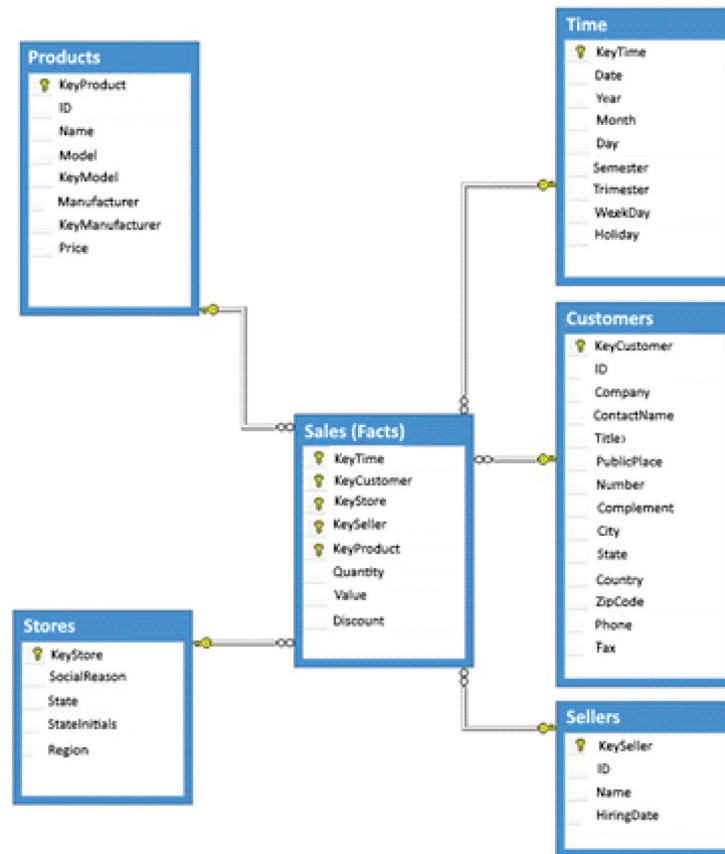 Products
KeyProduct
ID
Name
Model
KeyModel
Manufacturer
KeyManufacturer
Price
Time
KeyTime
Date
Year
Month
Day
Semester
Trimester
WeekDay
Holiday
Customers
KeyCustomer
ID
Company
ContactName
Title›
PublicPlace
Number
Complement
City
State
Country
ZipCode
Phone
Fax
Sales (Facts)
KeyTime
KeyCustomer
KeyStore
KeySeller
KeyProduct
Quantity
Value
Discount
Stores
KeyStore
SocialReason
State
StateInitials
Region
Sellers
KeySeller
ID
Name
HiringDate